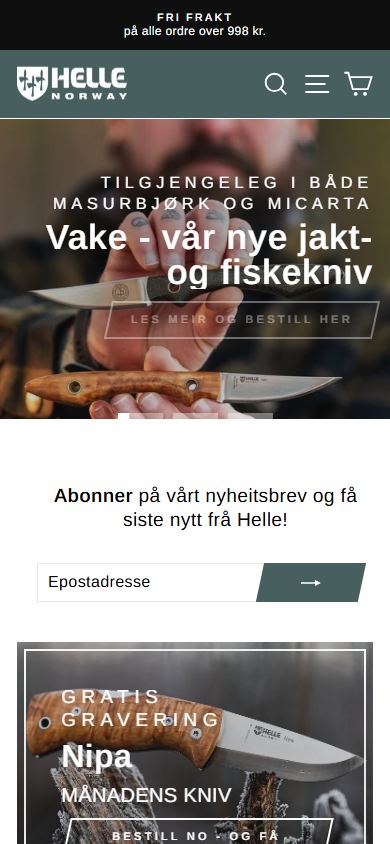 FRI FRAKT
på alle ordre over 998 kr.
HELLE
NORWAY
TILGJENGELEG I BÅDE
MASURBJØRK OG MICARTA
Vake - vår nye jakt-
og fiskekniv
LES MEIR OG BESTILL HER
Abonner på vårt nyheitsbrev og få
siste nytt frå Helle!
Epostadresse
GRATIS
GRAVERING
Nipa
MÅNADENS KNIV
BESTILL NO - OG FÅ